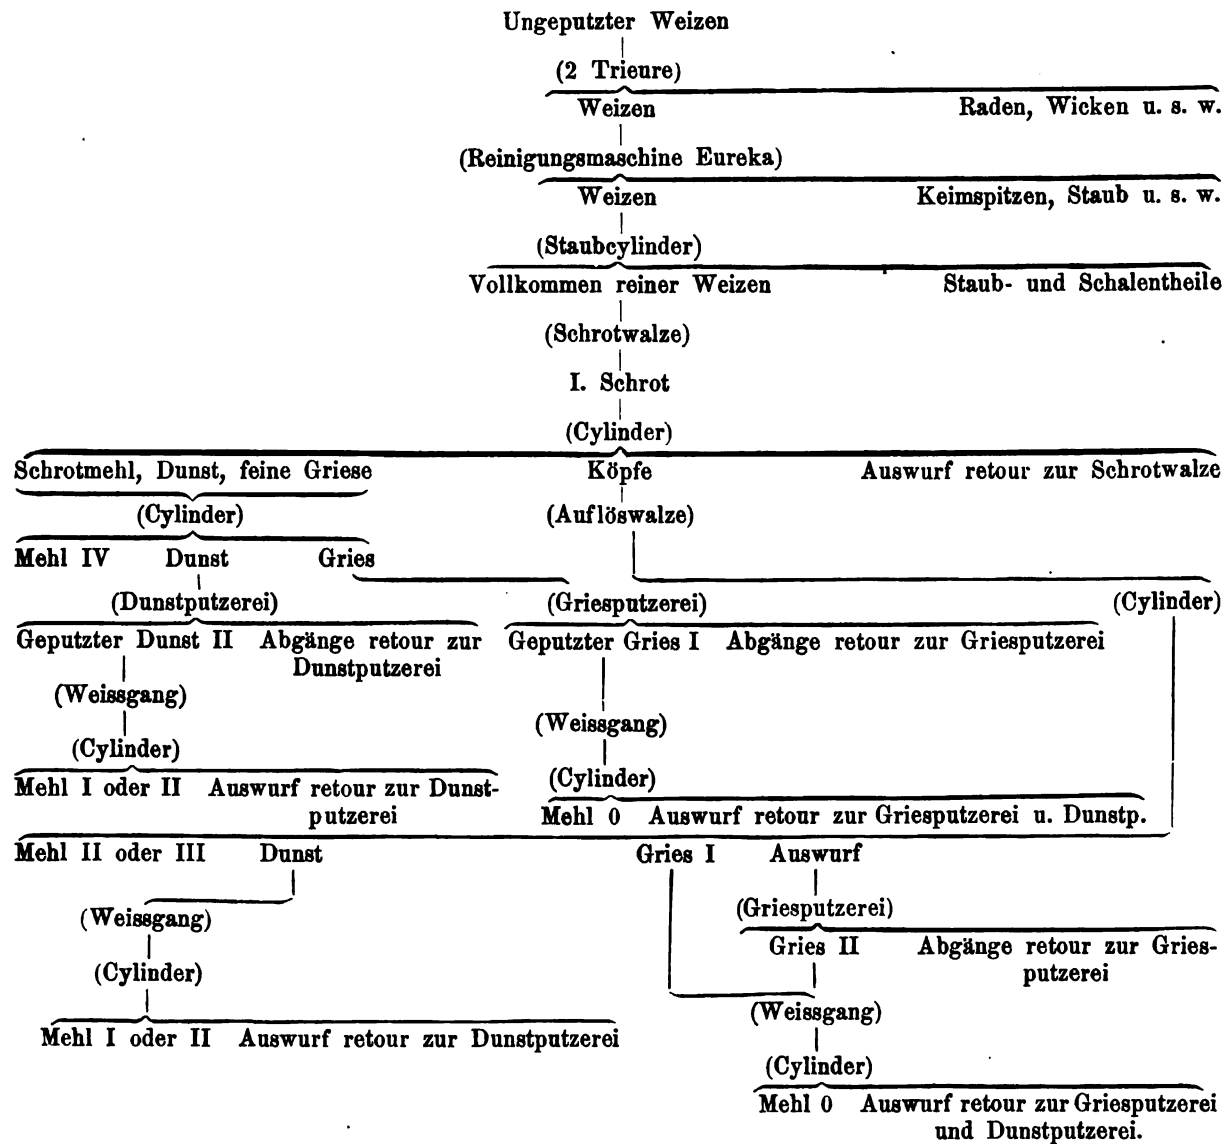 Ungeputzter Weizen
(2 Trieure)
Weizen Raden, Wicken u. s. w.
(Reinigungsmaschine Eureka)
Weizen Keimspitzen, Staub u. s. w.
(Staubcylinder)
Vollkommen reiner Weizen Staub- und Schalentheile
(Schrotwalze)
I. Schrot
(Cylinder)
Schrotmehl, Dunst, feine Griese Köpfe Auswurf retour zur Schrotwalze
(Cylinder) (Auflöswalze)
Mehl IV Dunst Gries
(Dunstputzerei) (Griesputzerei) (Cylinder)
Geputzter Dunst II Abgänge retour zur Geputzter Gries I Abgänge retour zur Griesputzerei
Dunstputzerei
(Weissgang)
(Weissgang)
(Cylinder)
(Cylinder)
Mehl I oder II Auswurf retour zur Dunst-
putzerei Mehl 0 Auswurf retour zur Griesputzerei u. Dunstp.
Mehl II oder III Dunst Gries I Auswurf
(Weissgang) (Griesputzerei)
Gries II Abgänge retour zur Gries-
(Cylinder) putzerei
(Weissgang)
Mehl I oder II Auswurf retour zur Dunstputzerei
(Cylinder)
Mehl 0 Auswurf retour zur Griesputzerei
und Dunstputzerei.